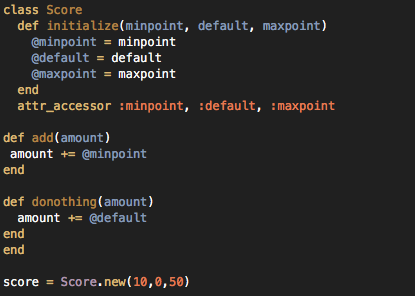 class Score
  def initialize(minpoint, default, maxpoint)
    @minpoint = minpoint
    @default = default
    @maxpoint = maxpoint
  end
  attr_accessor :minpoint, :default, :maxpoint

def add(amount)
 amount += @minpoint
end

def donothing(amount)
  amount += @default
end
end

score = Score.new(10,0,50)